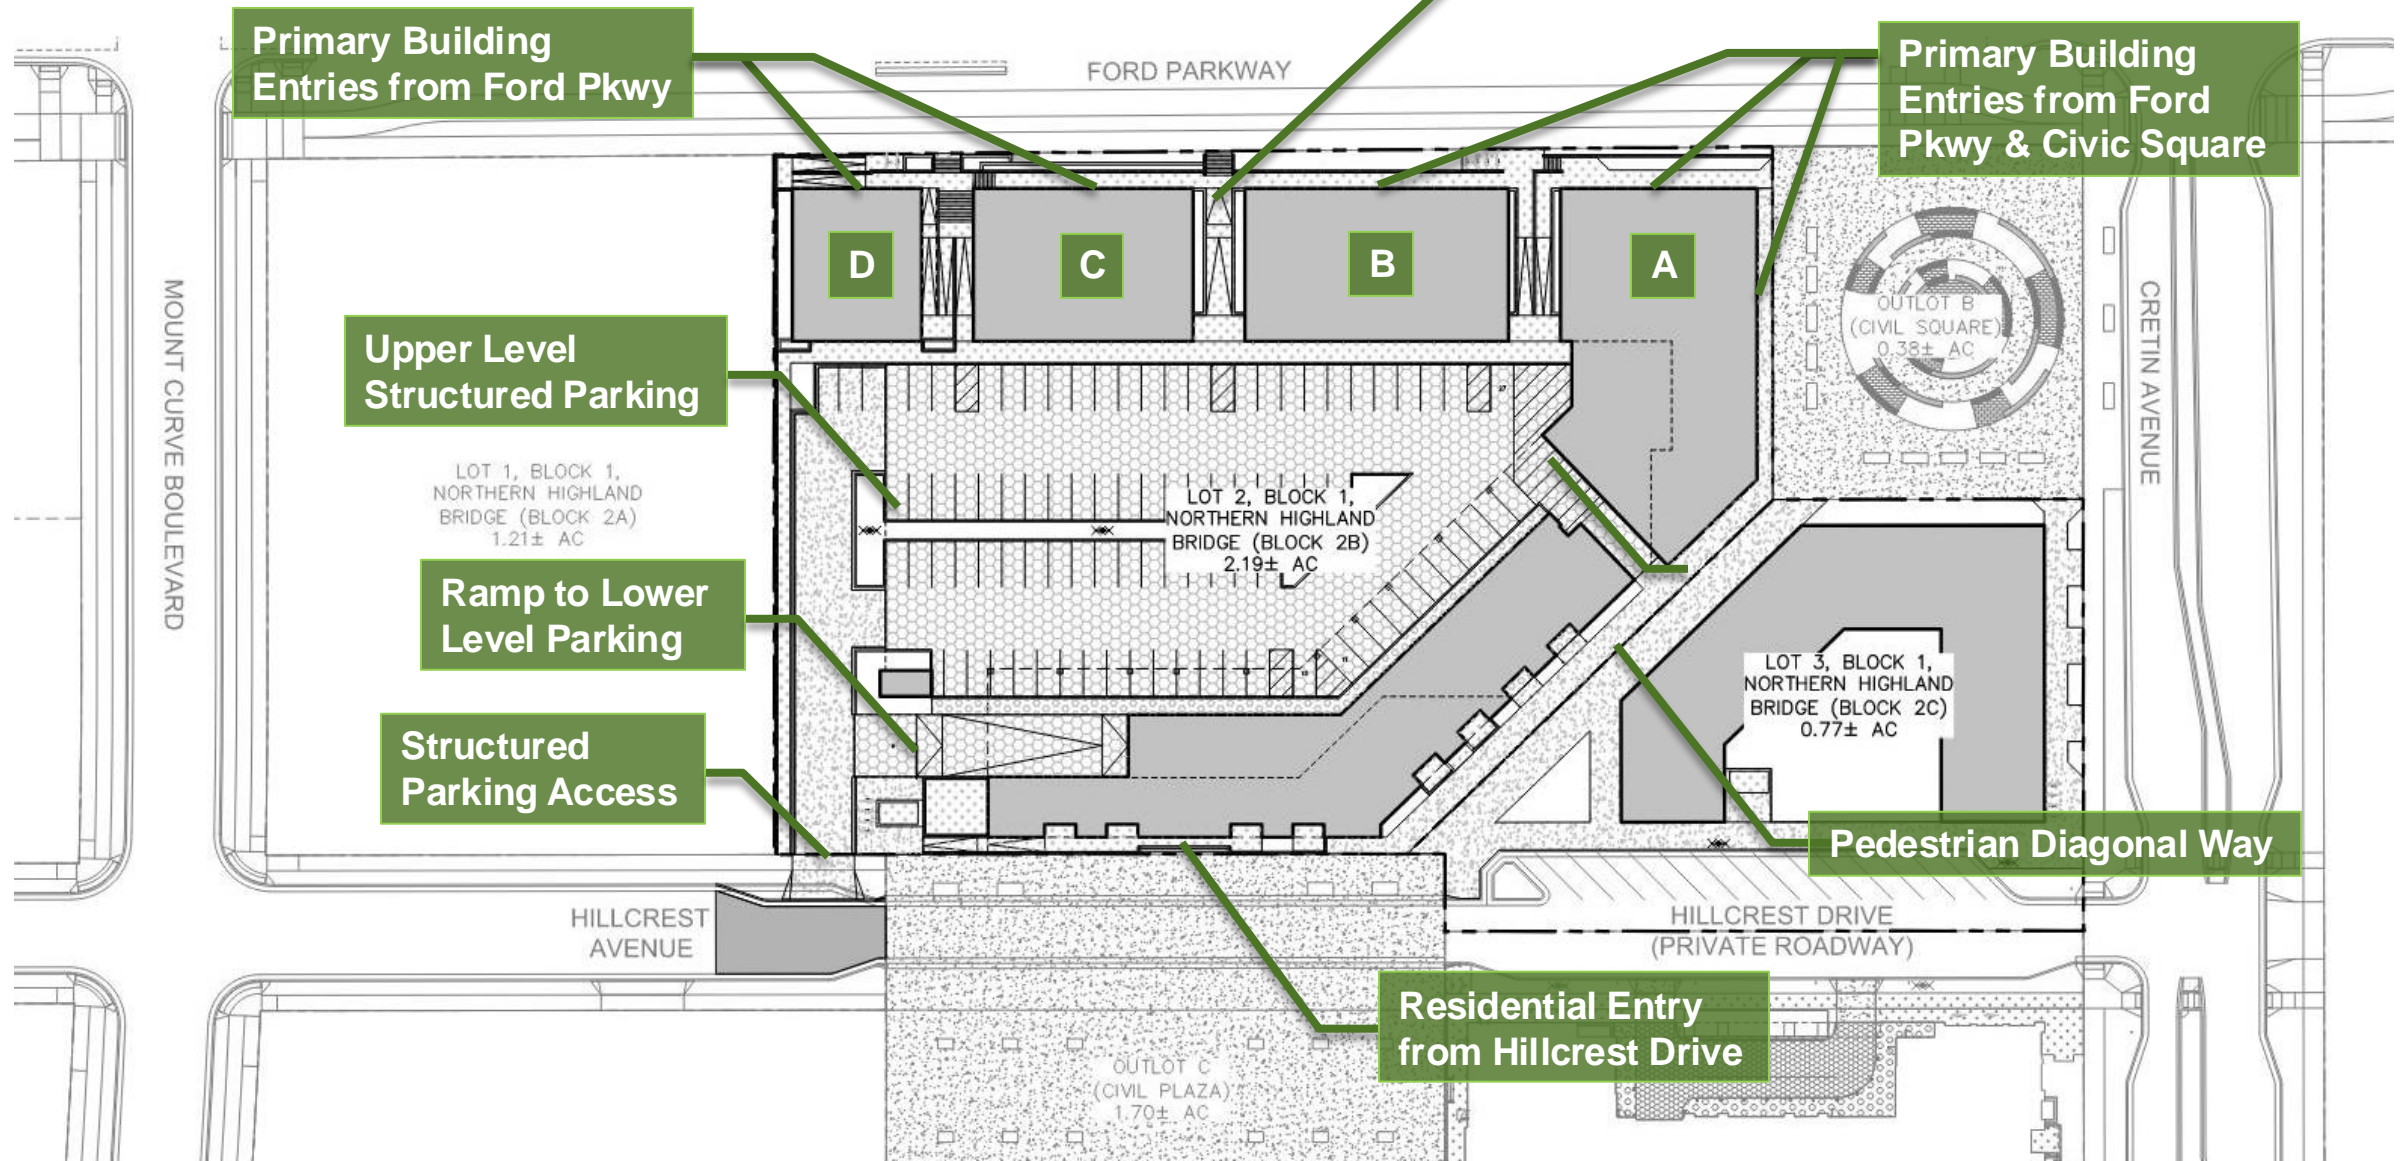 Primary Building
Entries from Ford Pkwy
FORD PARKWAY
Primary Building
Entries from Ford
Pkwy & Civic Square
D
C
B
A
MOUNT CURVE BOULEVARD
OUTLOT B
(CIVIL SQUARE)
0.38± AC
CRETIN AVENUE
Upper Level
Structured Parking
LOT 1, BLOCK 1,
NORTHERN HIGHLAND
BRIDGE (BLOCK 2A)
1.21± AC
LOT 2, BLOCK 1,
NORTHERN HIGHLAND
BRIDGE (BLOCK 2B)
2.19± AC
Ramp to Lower
Level Parking
LOT 3, BLOCK 1,
NORTHERN HIGHLAND
BRIDGE (BLOCK 2C)
0.77± AC
Structured
Parking Access
Pedestrian Diagonal Way
HILLCREST
AVENUE
HILLCREST DRIVE
(PRIVATE ROADWAY)
Residential Entry
from Hillcrest Drive
OUTLOT C
(CIVIL PLAZA)
1.70± AC